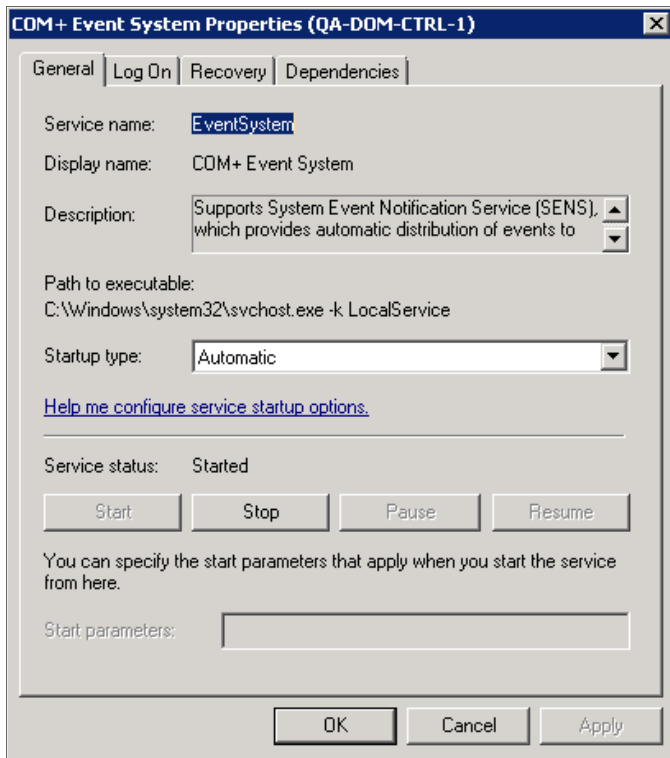 COM+ Event System Properties (QA-DOM-CTRL-1)
General Log On Recovery Dependencies
Service name: EventSystem
Display name: COM+ Event System
Description: Supports System Event Notification Service (SENS),
which provides automatic distribution of events to
Path to executable:
C:\Windows\system32\svchost.exe -k LocalService
Startup type: Automatic
Help me configure service startup options.
Service status: Started
Start Stop Pause Resume
You can specify the start parameters that apply when you start the service
from here.
Start parameters:
OK Cancel Apply